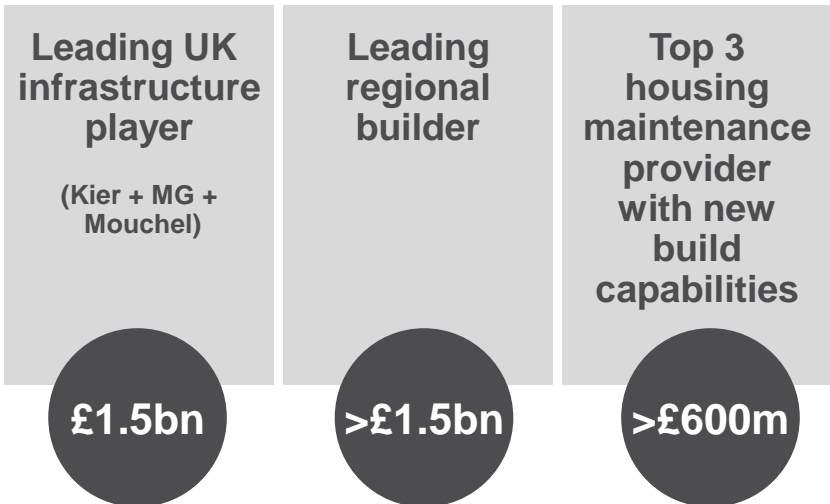 Leading UK
infrastructure
player
(Kier + MG +
Mouchel)
£1.5bn
Leading
regional
builder
>£1.5bn
Top 3
housing
maintenance
provider
with new
build
capabilities
>£600m